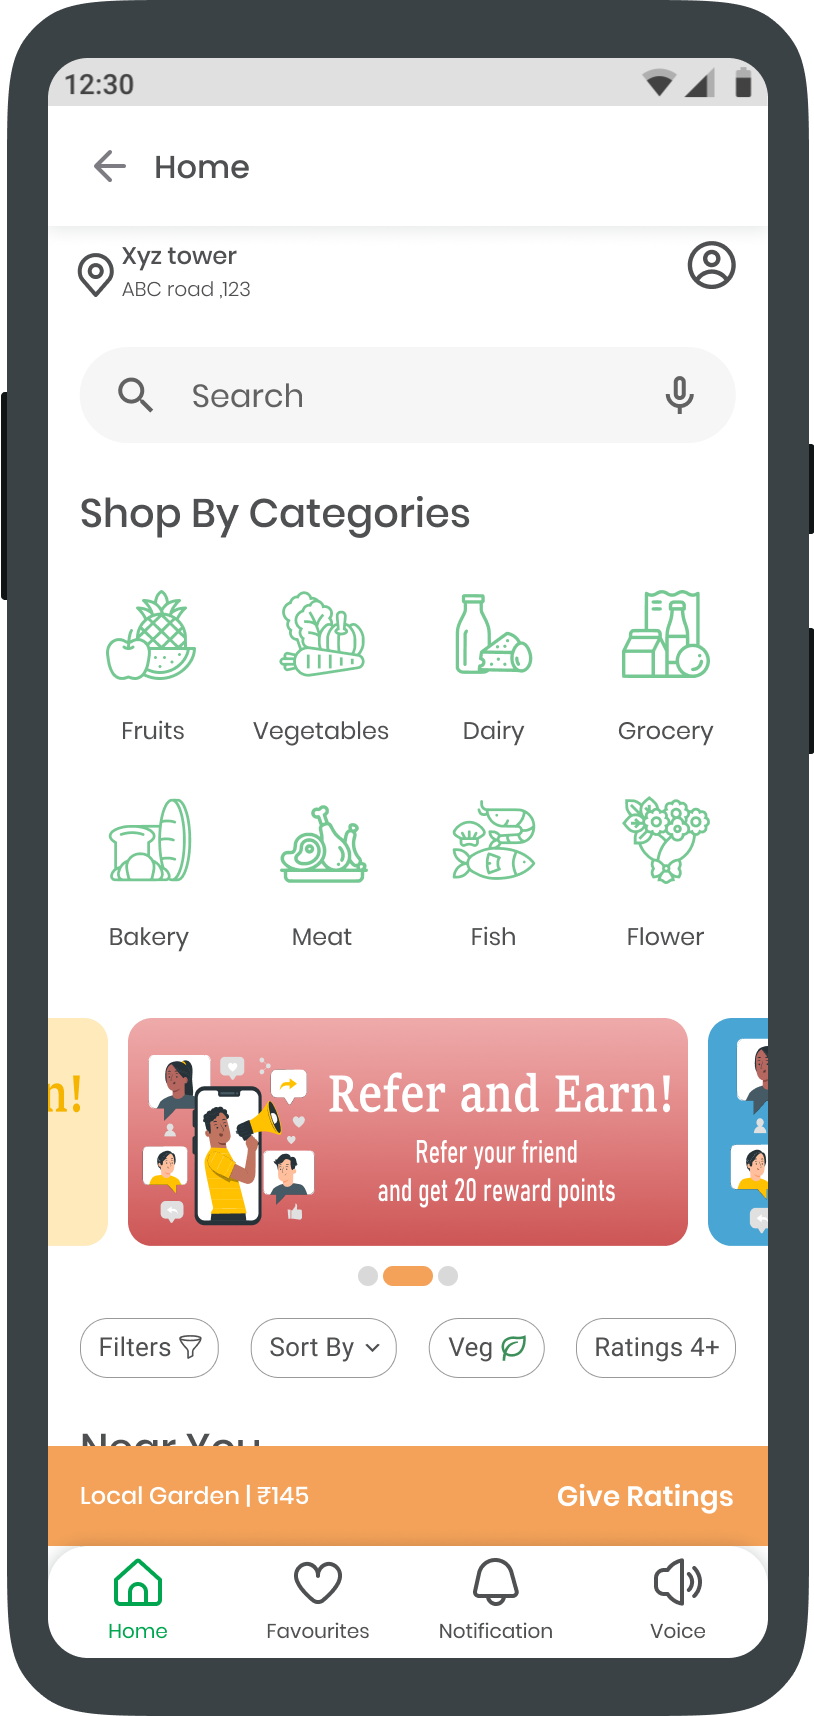 12:30
Home
Xyz tower
ABC road ,123
Search
Shop By Categories
Fruits
Vegetables
Dairy
Grocery
Bakery
Meat
Fish
Flower
n!
Refer and Earn!
Refer your friend
and get 20 reward points
Filters
Sort By
Veg
Ratings 4+
Near You
Local Garden | ₹145
Give Ratings
Home
Favourites
Notification
Voice